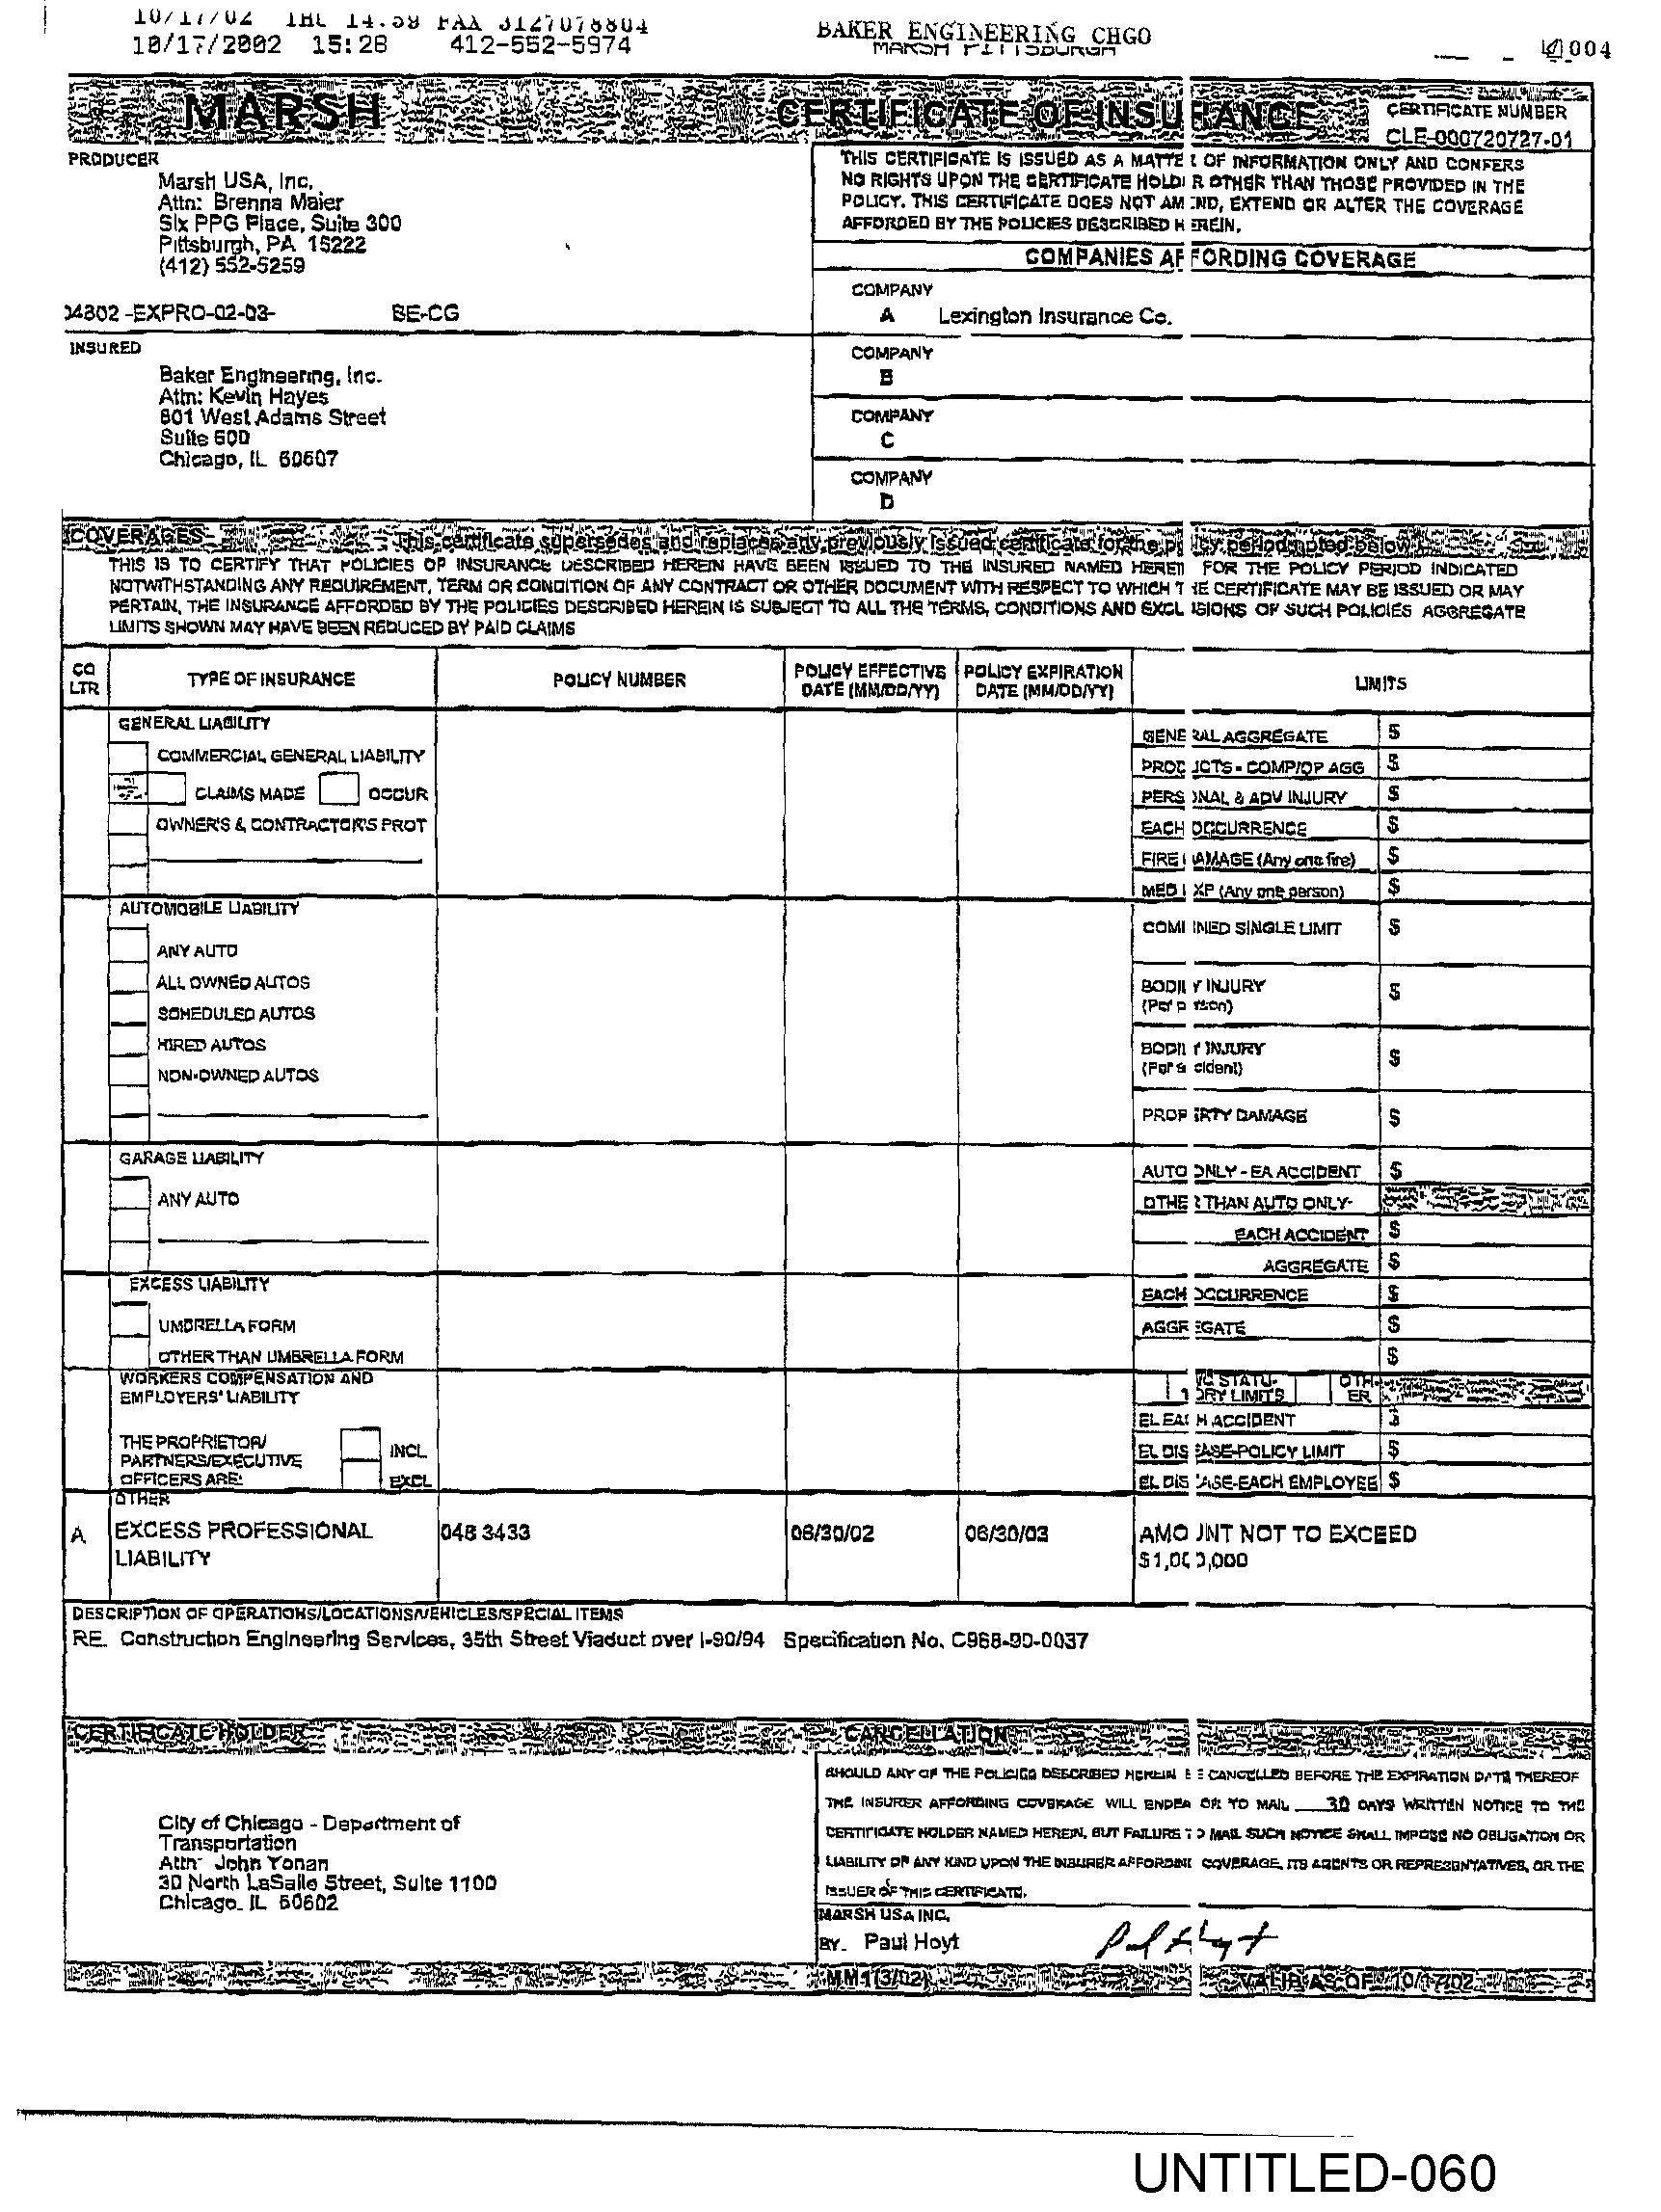 10/17/02 THU 14:59 FAX 3127078804 BAKER ENGINEERING CHGO
10/17/2002 15:28 412-552-5974 MARSH PITTSBURGH 004
MARSH CERTIFICATE OF INSURANCE CERTIFICATE NUMBER
CLE-000720727-01
PRODUCER
Marsh USA, Inc.
Attn: Brenna Maier
Six PPG Place, Suite 300
Pittsburgh, PA 15222
(412) 552-5259
04802 -EXPRO-02-03- BE-CG
THIS CERTIFICATE IS ISSUED AS A MATTER OF INFORMATION ONLY AND CONFERS
NO RIGHTS UPON THE CERTIFICATE HOLDER OTHER THAN THOSE PROVIDED IN THE
POLICY. THIS CERTIFICATE DOES NOT AMEND, EXTEND OR ALTER THE COVERAGE
AFFORDED BY THE POLICIES DESCRIBED HEREIN.
COMPANIES AFFORDING COVERAGE
COMPANY
A Lexington Insurance Co.
INSURED
Baker Engineering, Inc.
Attn: Kevin Hayes
801 West Adams Street
Suite 600
Chicago, IL 60607
COMPANY
B
COMPANY
C
COMPANY
D
COVERAGES This certificate supersedes and replaces any previously issued certificate for the policy period noted below
THIS IS TO CERTIFY THAT POLICIES OF INSURANCE DESCRIBED HEREIN HAVE BEEN ISSUED TO THE INSURED NAMED HEREIN FOR THE POLICY PERIOD INDICATED
NOTWITHSTANDING ANY REQUIREMENT, TERM OR CONDITION OF ANY CONTRACT OR OTHER DOCUMENT WITH RESPECT TO WHICH THE CERTIFICATE MAY BE ISSUED OR MAY
PERTAIN, THE INSURANCE AFFORDED BY THE POLICIES DESCRIBED HEREIN IS SUBJECT TO ALL THE TERMS, CONDITIONS AND EXCLUSIONS OF SUCH POLICIES AGGREGATE
LIMITS SHOWN MAY HAVE BEEN REDUCED BY PAID CLAIMS
CO LTR TYPE OF INSURANCE POLICY NUMBER POLICY EFFECTIVE DATE (MM/DD/YY) POLICY EXPIRATION DATE (MM/DD/YY) LIMITS
GENERAL LIABILITY
COMMERCIAL GENERAL LIABILITY
CLAIMS MADE OCCUR
OWNER'S & CONTRACTOR'S PROT
GENERAL AGGREGATE $
PRODUCTS - COMP/OP AGG $
PERSONAL & ADV INJURY $
EACH OCCURRENCE $
FIRE DAMAGE (Any one fire) $
MED EXP (Any one person) $
AUTOMOBILE LIABILITY
ANY AUTO
ALL OWNED AUTOS
SCHEDULED AUTOS
HIRED AUTOS
NON-OWNED AUTOS
COMBINED SINGLE LIMIT $
BODILY INJURY
(Per person) $
BODILY INJURY
(Per accident) $
PROPERTY DAMAGE $
GARAGE LIABILITY
ANY AUTO
AUTO ONLY - EA ACCIDENT $
OTHER THAN AUTO ONLY-
EACH ACCIDENT $
AGGREGATE $
EXCESS LIABILITY
UMBRELLA FORM
OTHER THAN UMBRELLA FORM
EACH OCCURRENCE $
AGGREGATE $
$
WORKERS COMPENSATION AND
EMPLOYERS' LIABILITY
THE PROPRIETOR/
PARTNERS/EXECUTIVE
OFFICERS ARE:
INCL
EXCL
WC STATU-
TORY LIMITS
OTH-
ER
EL EACH ACCIDENT $
EL DISEASE-POLICY LIMIT $
EL DISEASE-EACH EMPLOYEE $
OTHER
A EXCESS PROFESSIONAL 048 3433 06/30/02 06/30/03 AMOUNT NOT TO EXCEED
LIABILITY $1,000,000
DESCRIPTION OF OPERATIONS/LOCATIONS/VEHICLES/SPECIAL ITEMS
RE. Construction Engineering Services, 35th Street Viaduct over I-90/94 Specification No. C968-90-0037
CERTIFICATE HOLDER
City of Chicago - Department of
Transportation
Attn: John Yonan
30 North LaSalle Street, Suite 1100
Chicago, IL 60602
CANCELLATION
SHOULD ANY OF THE POLICIES DESCRIBED HEREIN BE CANCELLED BEFORE THE EXPIRATION DATE THEREOF
THE INSURER AFFORDING COVERAGE WILL ENDEAVOR TO MAIL 30 DAYS WRITTEN NOTICE TO THE
CERTIFICATE HOLDER NAMED HEREIN, BUT FAILURE TO MAIL SUCH NOTICE SHALL IMPOSE NO OBLIGATION OR
LIABILITY OF ANY KIND UPON THE INSURER AFFORDING COVERAGE, ITS AGENTS OR REPRESENTATIVES, OR THE
ISSUER OF THIS CERTIFICATE.
MARSH USA INC.
BY. Paul Hoyt Paul Hoyt
MM1(3/02) VALID AS OF 10/17/02
UNTITLED-060